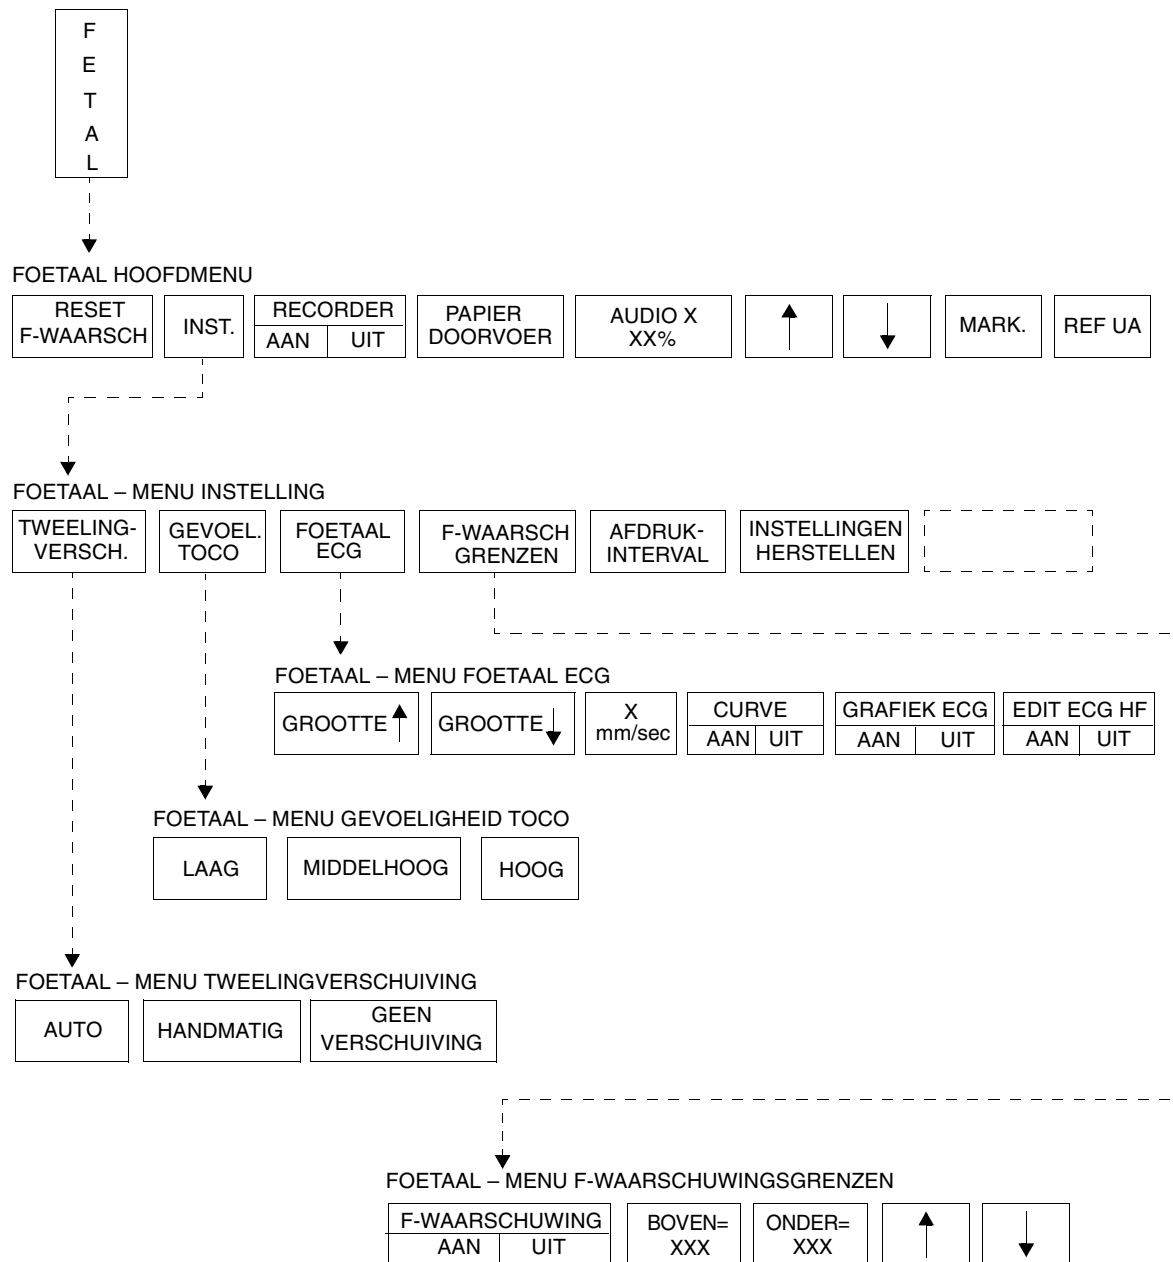 F
E
T
A
L
FOETAAL HOOFDMENU
RESET
F-WAARSCH
INST.
RECORDER
AAN UIT
PAPIER
DOORVOER
AUDIO X
XX%
MARK.
REF UA
FOETAAL – MENU INSTELLING
TWEELING-
VERSCH.
GEVOEL.
TOCO
FOETAAL
ECG
F-WAARSCH
GRENZEN
AFDRUK-
INTERVAL
INSTELLINGEN
HERSTELLEN
FOETAAL – MENU FOETAAL ECG
GROOTTE
GROOTTE
X
mm/sec
CURVE
AAN UIT
GRAFIEK ECG
AAN UIT
EDIT ECG HF
AAN UIT
FOETAAL – MENU GEVOELIGHEID TOCO
LAAG
MIDDELHOOG
HOOG
FOETAAL – MENU TWEELINGVERSCHUIVING
AUTO
HANDMATIG
GEEN
VERSCHUIVING
FOETAAL – MENU F-WAARSCHUWINGSGRENZEN
F-WAARSCHUWING
AAN UIT
BOVEN=
XXX
ONDER=
XXX